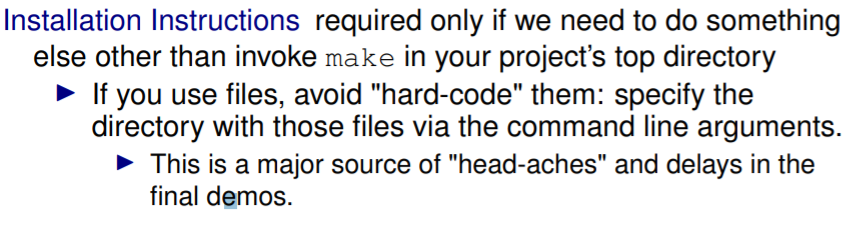 Installation Instructions required only if we need to do something
else other than invoke make in your project's top directory
If you use files, avoid "hard-code" them: specify the
directory with those files via the command line arguments.
This is a major source of "head-aches" and delays in the
final demos.